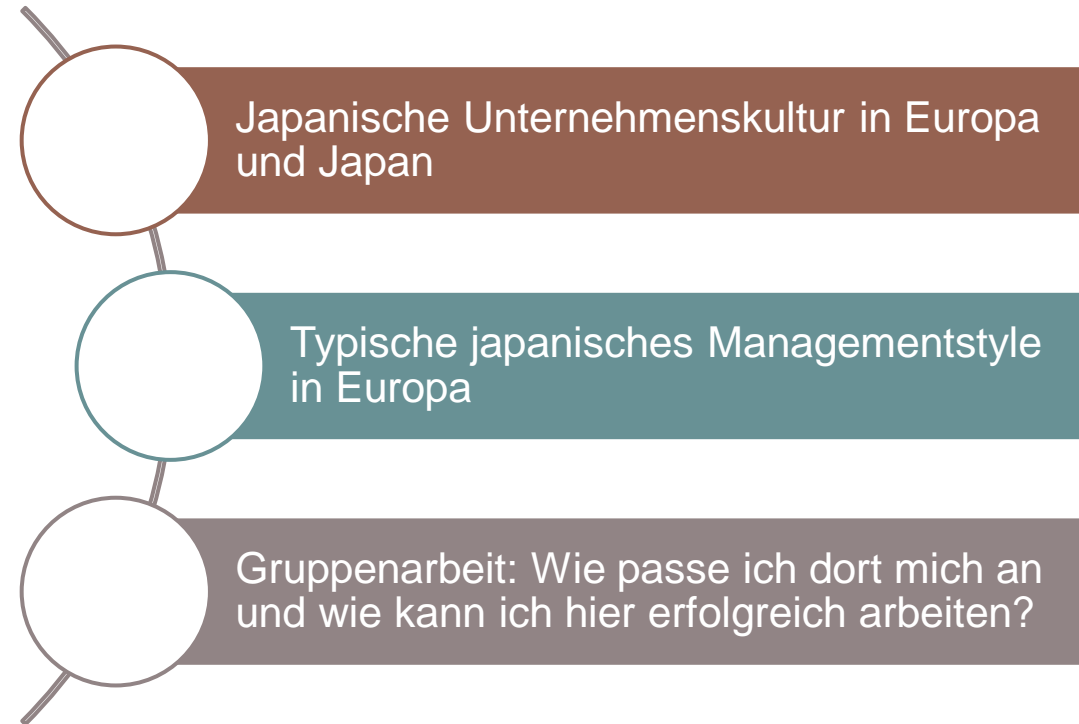 Japanische Unternehmenskultur in Europa
und Japan
Typische japanisches Managementstyle
in Europa
Gruppenarbeit: Wie passe ich dort mich an
und wie kann ich hier erfolgreich arbeiten?